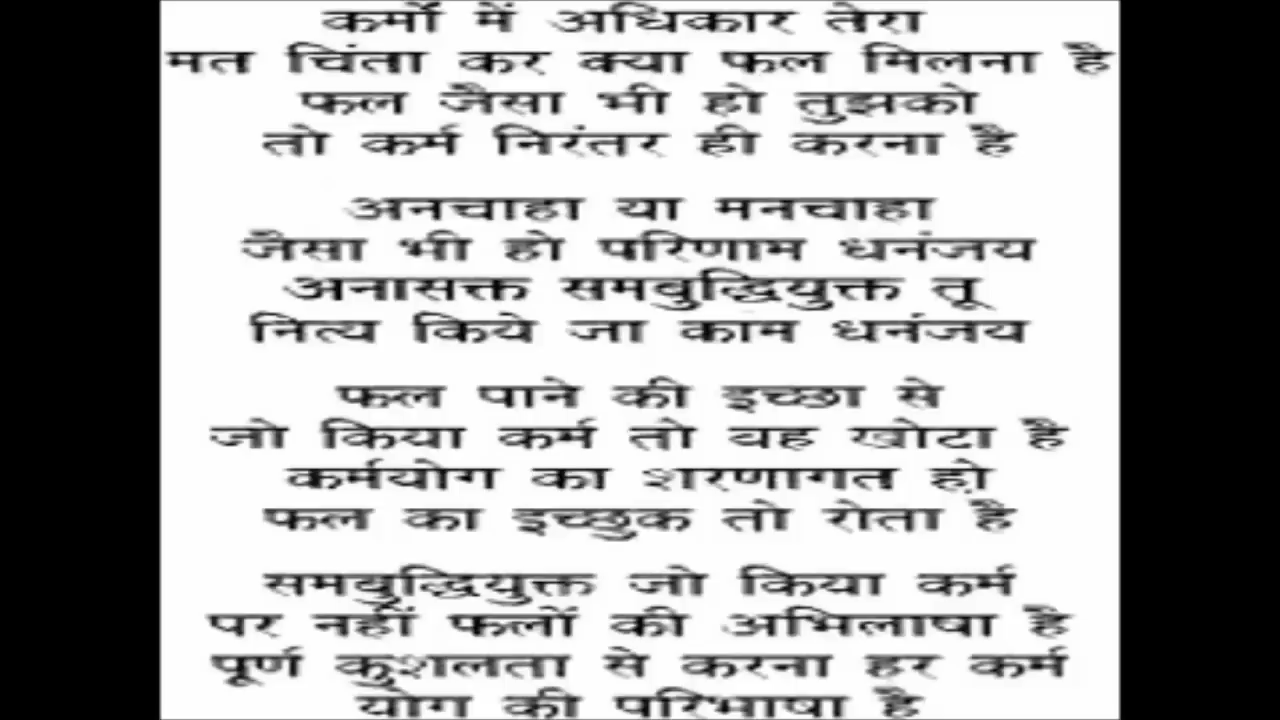 कर्मों में अधिकार तेरा
मत चिंता कर क्या फल मिलना है
फल जैसा भी हो तुझको
तो कर्म निरंतर ही करना है
अनचाहा या मनचाहा
जैसा भी हो परिणाम धनंजय
अनासक्त समबुद्धियुक्त तू
नित्य किये जा काम धनंजय
फल पाने की इच्छा से
जो किया कर्म तो वह खोटा है
कर्मयोग का शरणागत हो
फल का इच्छुक तो रोता है
समबुद्धियुक्त जो किया कर्म
पर नहीं फलों की अभिलाषा है
पूर्ण कुशलता से करना हर कर्म
योग की परिभाषा है